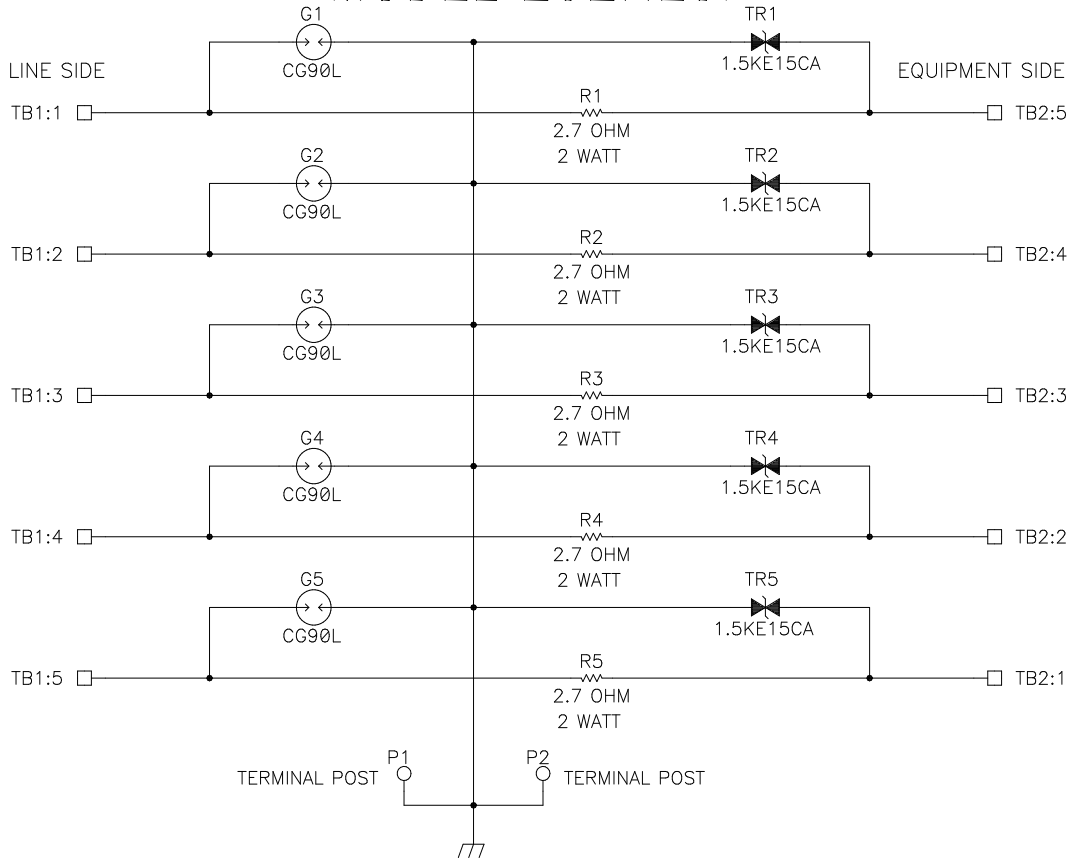 G1
TR1
CG90L
1.5KE15CA
LINE SIDE
EQUIPMENT SIDE
R1
TB1:1
TB2:5
2.7 OHM
2 WATT
G2
TR2
CG90L
1.5KE15CA
R2
TB1:2
TB2:4
2.7 OHM
2 WATT
G3
TR3
CG90L
1.5KE15CA
R3
TB1:3
TB2:3
2.7 OHM
2 WATT
G4
TR4
CG90L
1.5KE15CA
R4
TB1:4
TB2:2
2.7 OHM
2 WATT
G5
TR5
CG90L
1.5KE15CA
R5
TB1:5
TB2:1
2.7 OHM
2 WATT
P1
P2
TERMINAL POST
TERMINAL POST